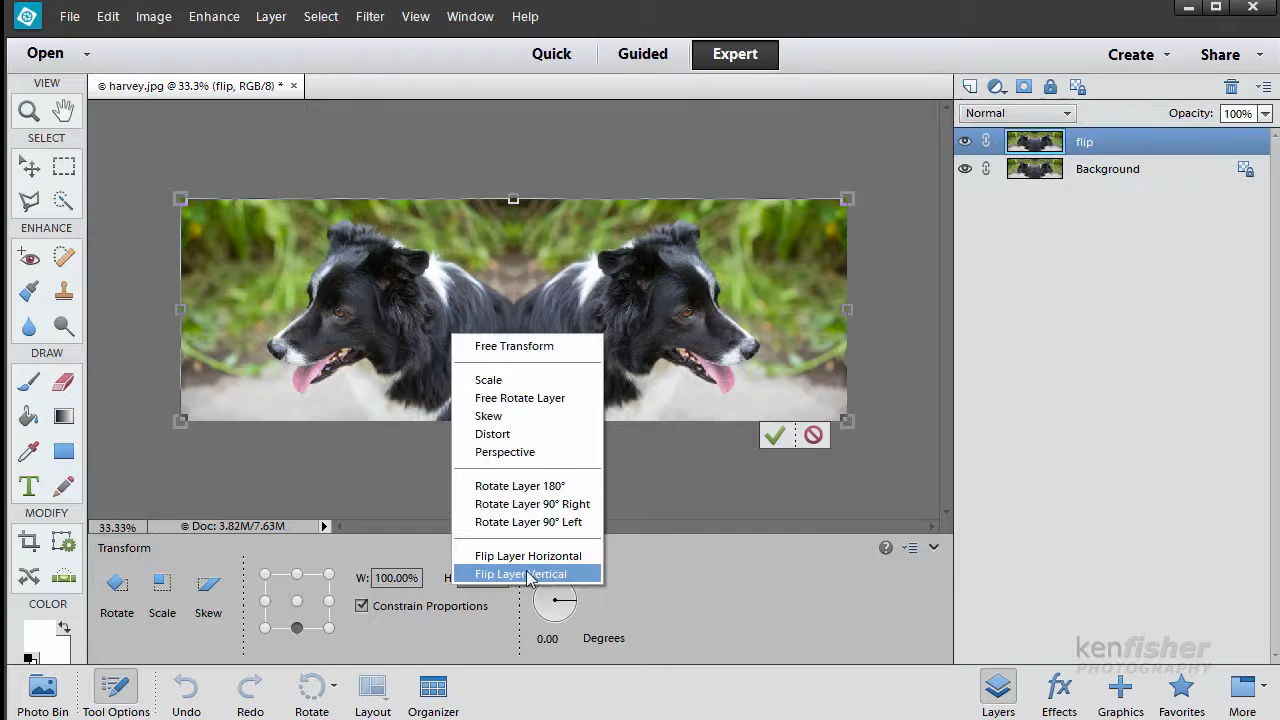 File Edit Image Enhance Layer Select Filter View Window Help
Open Quick Guided Expert Create Share
VIEW
© harvey.jpg @ 33.3% (flip, RGB/8) * ×
Normal Opacity: 100%
SELECT
flip
Background
ENHANCE
Free Transform
DRAW
Scale
Free Rotate Layer
Skew
Distort
Perspective
Rotate Layer 180°
Rotate Layer 90° Right
Rotate Layer 90° Left
MODIFY
33.33% © Doc: 3.82M/7.63M
Transform
Flip Layer Horizontal
Flip Layer Vertical
W: 100.00% H:
Constrain Proportions
COLOR
Rotate Scale Skew
0.00 Degrees
kenfisher
PHOTOGRAPHY
Photo Bin Tool Options Undo Redo Rotate Layout Organizer Layers Effects Graphics Favorites More